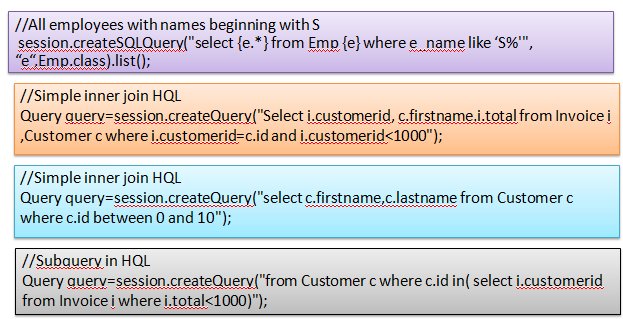 //All employees with names beginning with S
session.createSQLQuery("select {e.*} from Emp {e} where e_name like ‘S%'",
“e“,Emp.class).list();
//Simple inner join HQL
Query query=session.createQuery("Select i.customerid, c.firstname.i.total from Invoice i
,Customer c where i.customerid=c.id and i.customerid<1000");
//Simple inner join HQL
Query query=session.createQuery("select c.firstname,c.lastname from Customer c
where c.id between 0 and 10");
//Subquery in HQL
Query query=session.createQuery("from Customer c where c.id in( select i.customerid
from Invoice i where i.total<1000)");